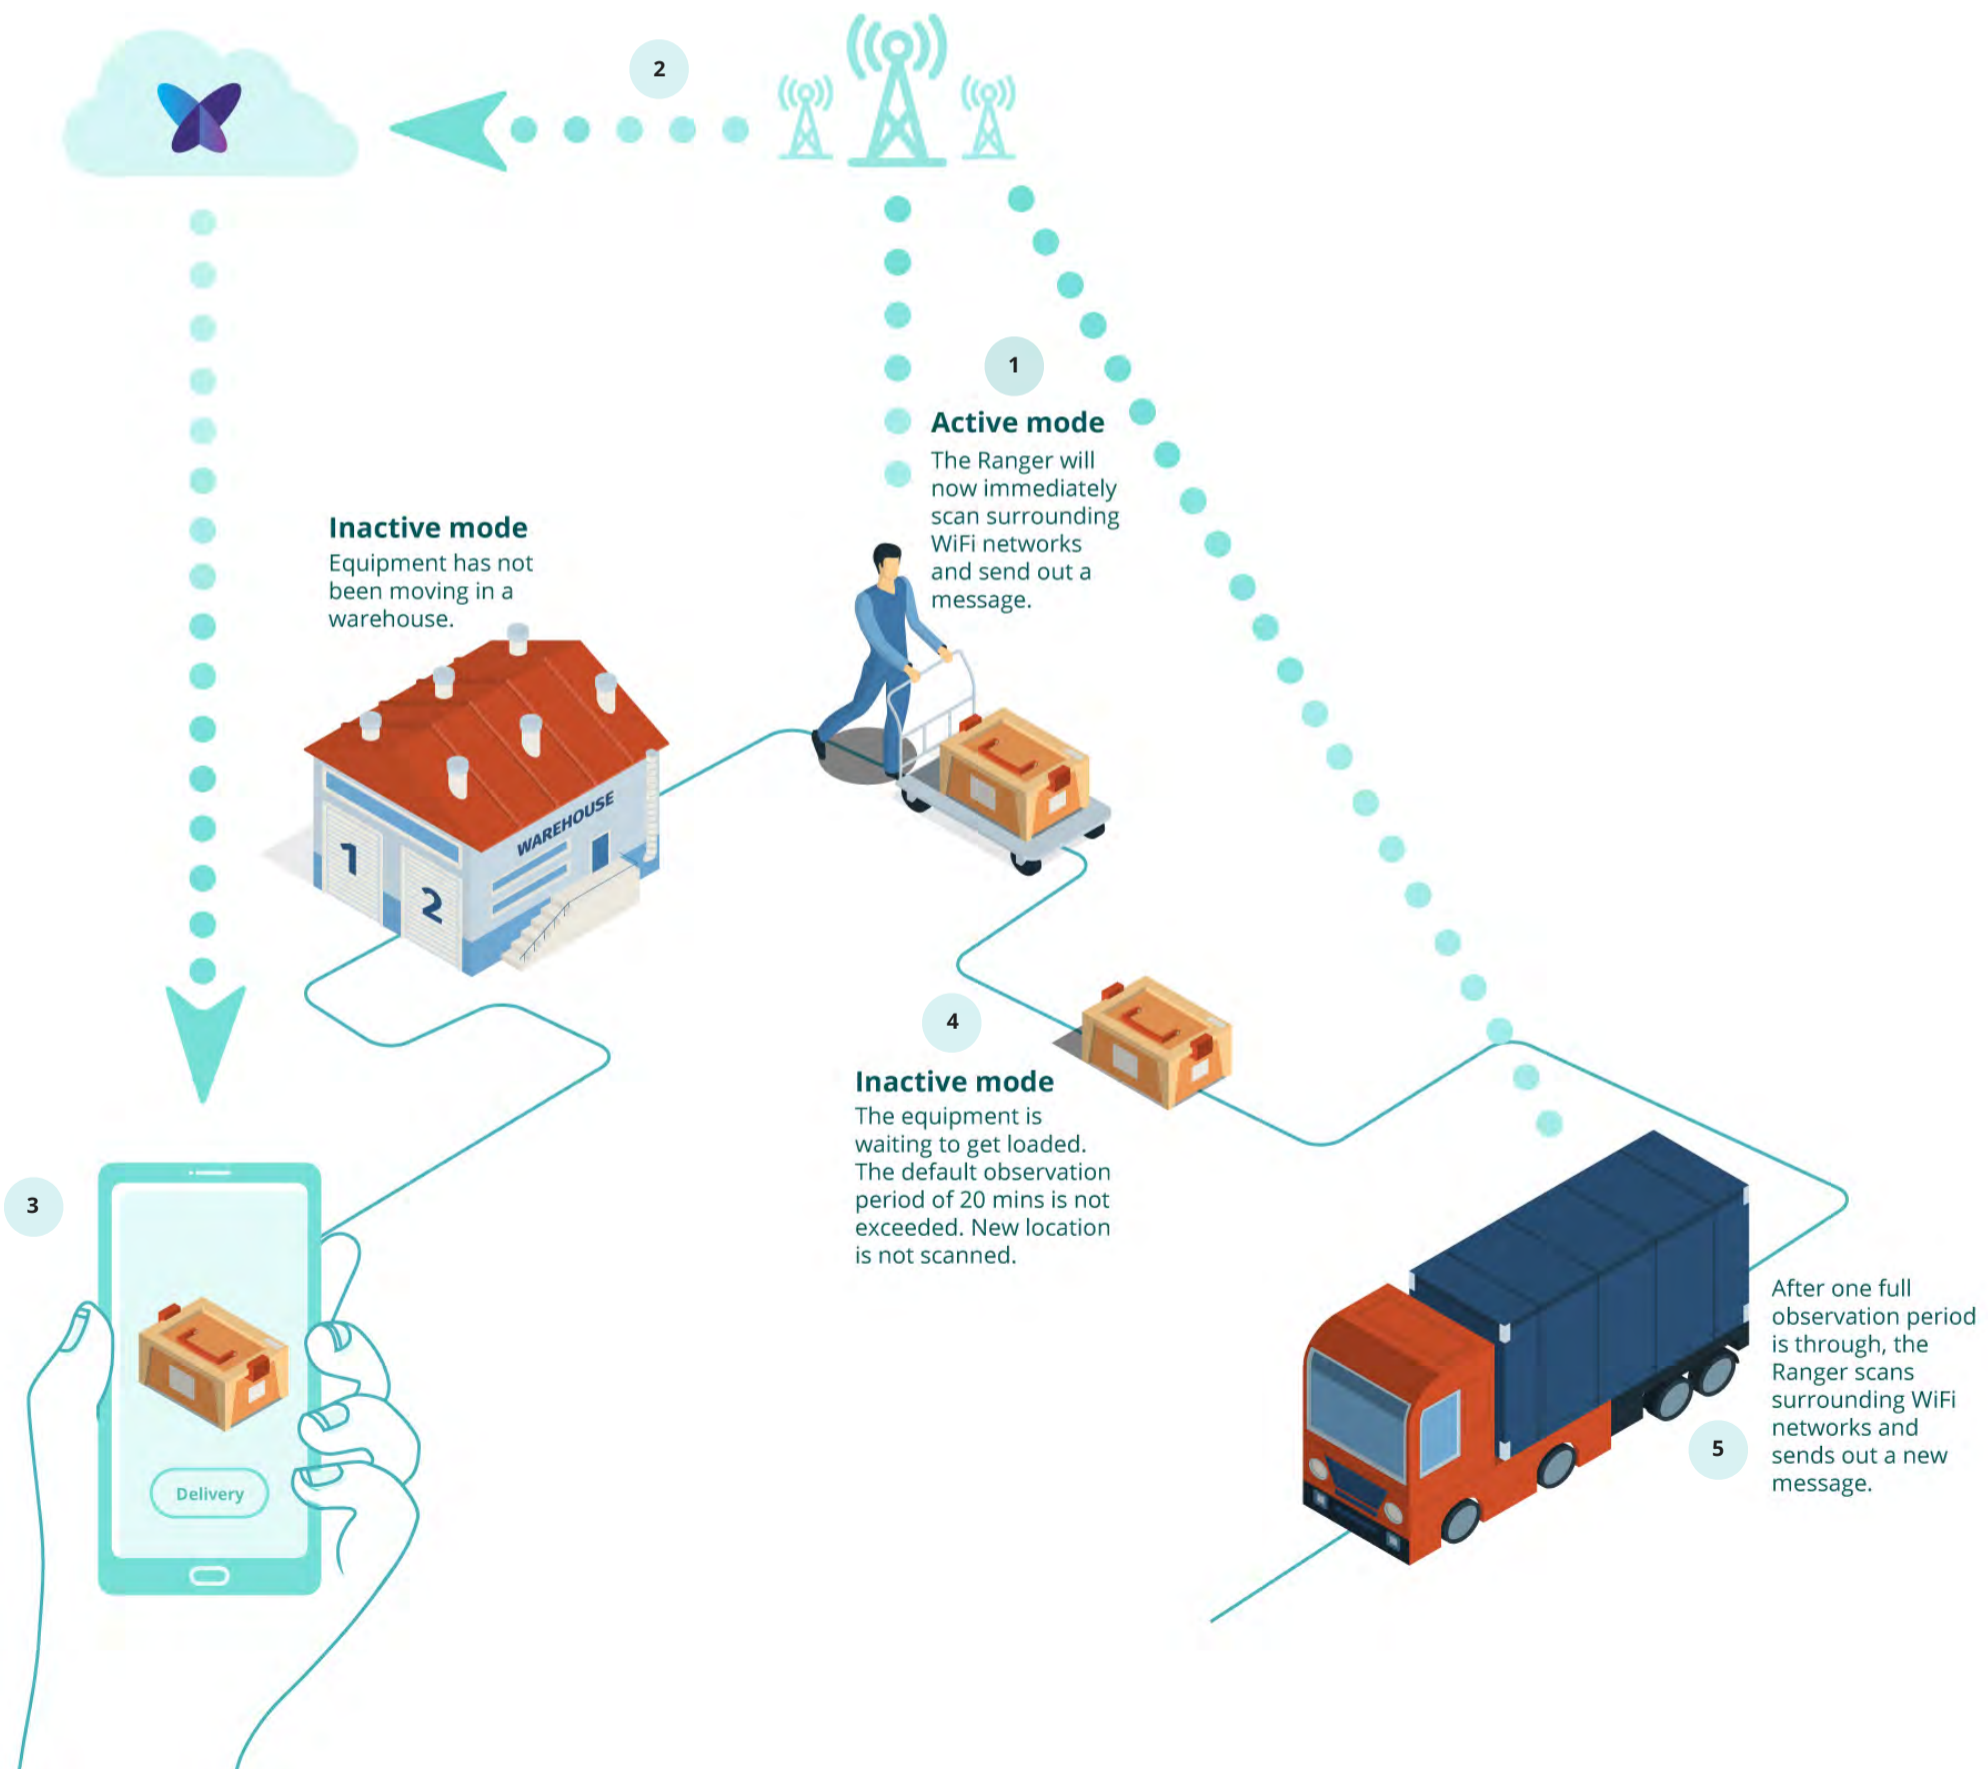 2
1
Active mode
The Ranger will
now immediately
scan surrounding
WiFi networks
and send out a
message.
Inactive mode
Equipment has not
been moving in a
warehouse.
WAREHOUSE
1
2
4
Inactive mode
The equipment is
waiting to get loaded.
The default observation
period of 20 mins is not
exceeded. New location
is not scanned.
3
Delivery
After one full
observation period
is through, the
Ranger scans
surrounding WiFi
networks and
sends out a new
message.
5